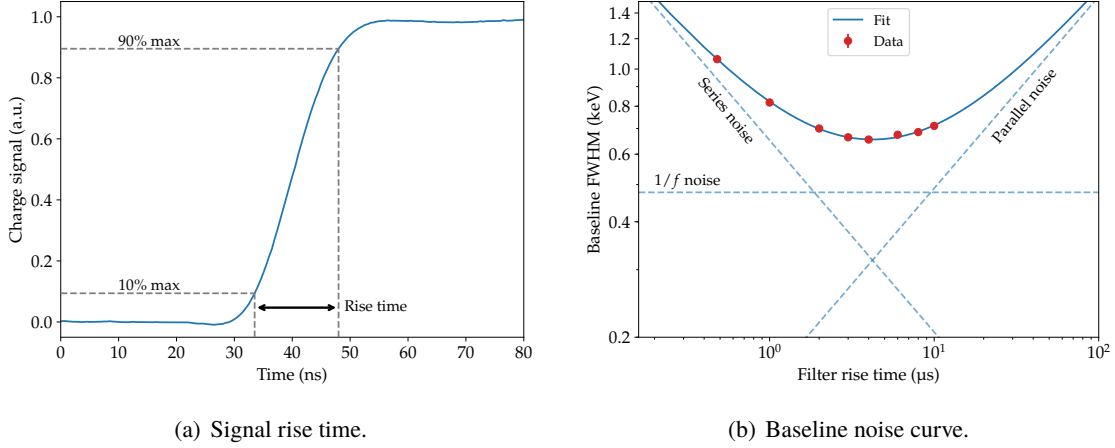 1.0
0.8
0.6
0.4
0.2
0.0
Charge signal (a.u.)
90% max
10% max
Rise time
0 10 20 30 40 50 60 70 80
Time (ns)
(a) Signal rise time.
1.4
1.2
1.0
0.8
0.6
0.4
0.2
Baseline FWHM (keV)
Fit
Data
Series noise
Parallel noise
1/f noise
10⁰ 10¹ 10²
Filter rise time (µs)
(b) Baseline noise curve.